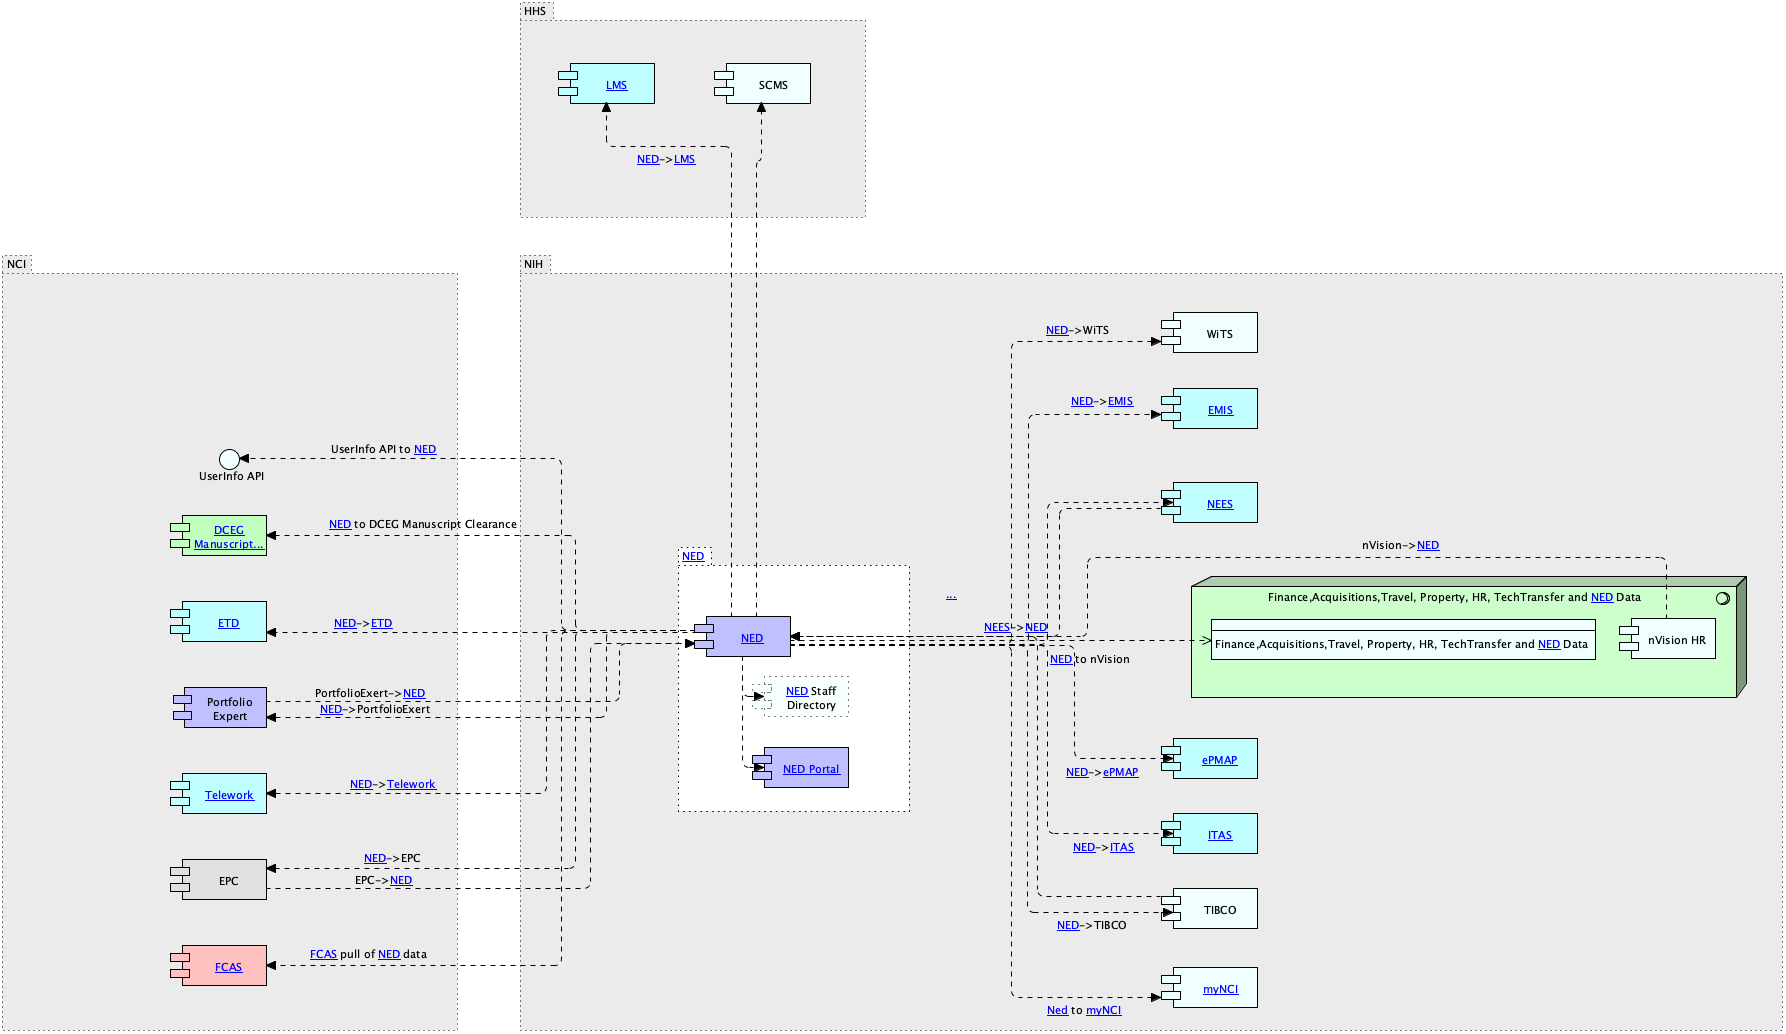 HHS
LMS
SCMS
NED->LMS
NCI
NIH
NED->WiTS
WiTS
NED->EMIS
EMIS
UserInfo API to NED
UserInfo API
NEES
DCEG
Manuscript...
NED to DCEG Manuscript Clearance
nVision->NED
NED
...
Finance,Acquisitions,Travel, Property, HR, TechTransfer and NED Data
ETD
NED->ETD
NED
NEES->NED
Finance,Acquisitions,Travel, Property, HR, TechTransfer and NED Data
nVision HR
NED to nVision
Portfolio
Expert
PortfolioExert->NED
NED->PortfolioExert
NED Staff
Directory
NED Portal
ePMAP
NED->ePMAP
Telework
NED->Telework
ITAS
NED->ITAS
NED->EPC
EPC
EPC->NED
TIBCO
NED->TIBCO
FCAS pull of NED data
FCAS
myNCI
Ned to myNCI